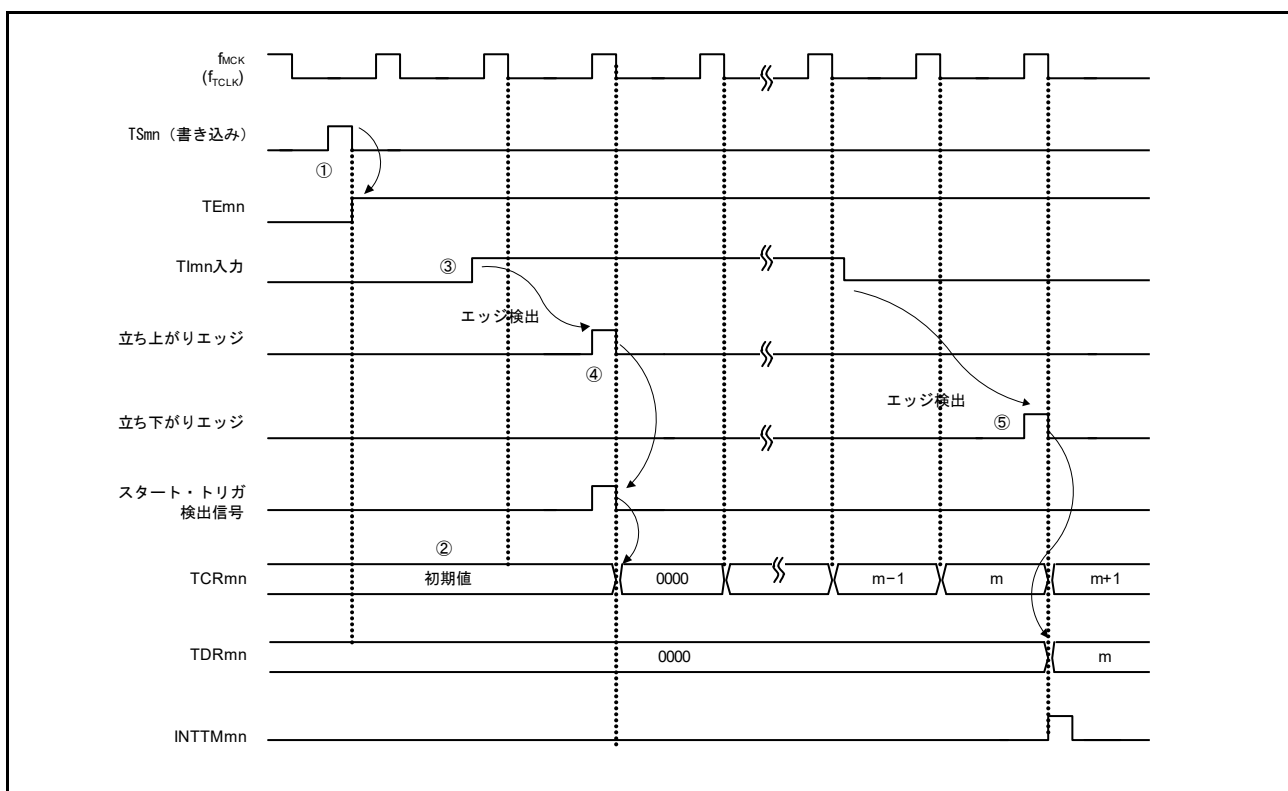 fMCK
(fTCLK)
TSmn（書き込み）
①
TEmn
TImn入力
③
エッジ検出
立ち上がりエッジ
④
エッジ検出
立ち下がりエッジ
⑤
スタート・トリガ
検出信号
②
TCRmn 初期値 0000 m−1 m m+1
TDRmn 0000 m
INTTMmn